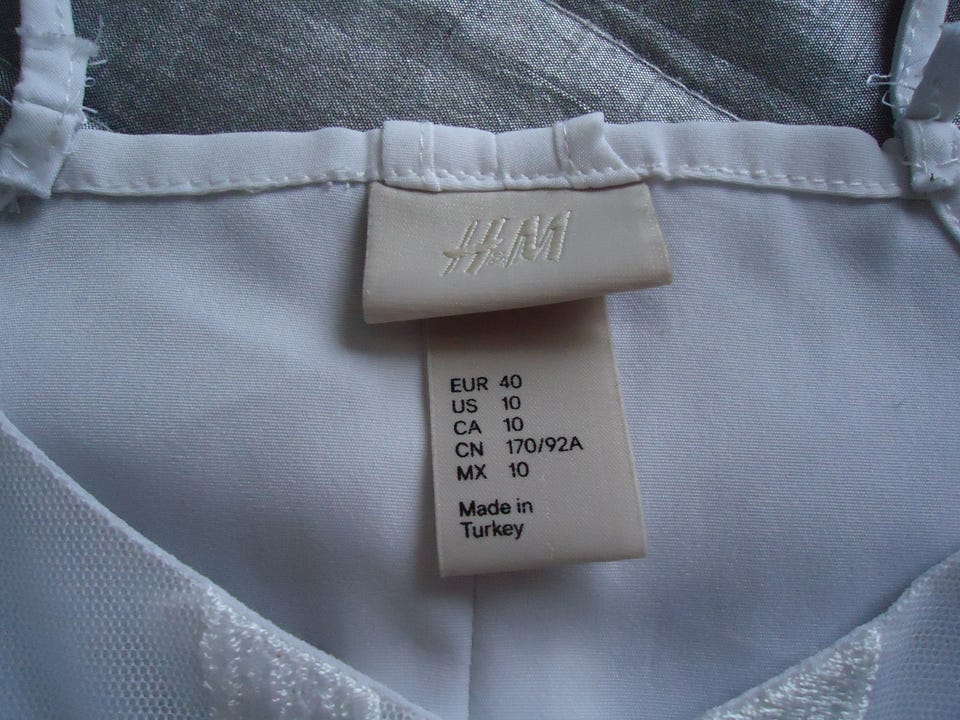 H&M
EUR 40
US 10
CA 10
CN 170/92A
MX 10
Made in
Turkey